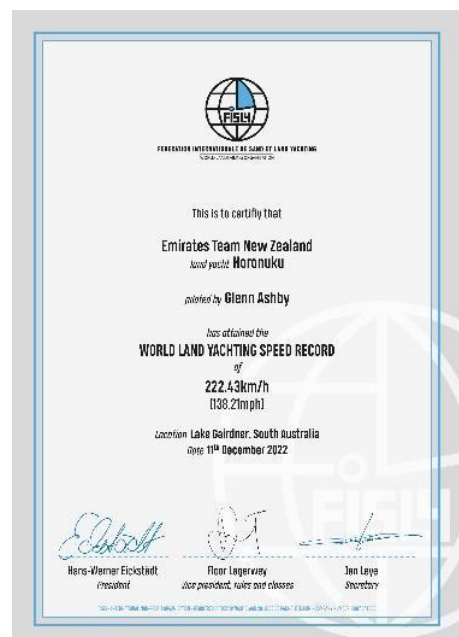 FISLY
FEDERATION INTERNATIONALE DE SAND ET LAND YACHTING
This is to certifiy that
Emirates Team New Zealand
land yacht Horonuku
piloted by Glenn Ashby
has attained the
WORLD LAND YACHTING SPEED RECORD
of
222.43km/h
(138.21mph)
Location Lake Gairdner, South Australia
Date 11th December 2022
Hans-Werner Eickstädt
Floor Legerwey
Jan Leye
President
Vice president, rules and classes
Secretary